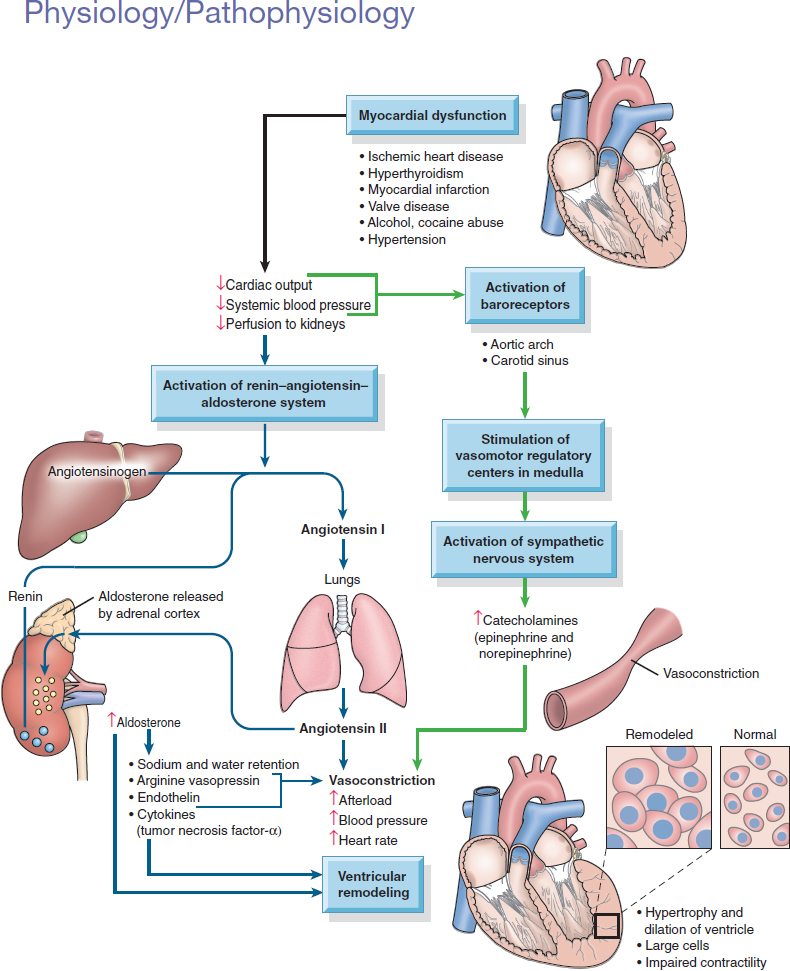 Physiology/Pathophysiology
Myocardial dysfunction
• Ischemic heart disease
• Hyperthyroidism
• Myocardial infarction
• Valve disease
• Alcohol, cocaine abuse
• Hypertension
↓Cardiac output
↓Systemic blood pressure
↓Perfusion to kidneys
Activation of
baroreceptors
• Aortic arch
• Carotid sinus
Activation of renin–angiotensin–
aldosterone system
Stimulation of
vasomotor regulatory
centers in medulla
Angiotensinogen
Angiotensin I
Activation of sympathetic
nervous system
Lungs
Renin
Aldosterone released
by adrenal cortex
↑Catecholamines
(epinephrine and
norepinephrine)
Vasoconstriction
↑Aldosterone
Angiotensin II
Remodeled
Normal
• Sodium and water retention
• Arginine vasopressin
• Endothelin
• Cytokines
(tumor necrosis factor-α)
Vasoconstriction
↑Afterload
↑Blood pressure
↑Heart rate
Ventricular
remodeling
• Hypertrophy and
dilation of ventricle
• Large cells
• Impaired contractility